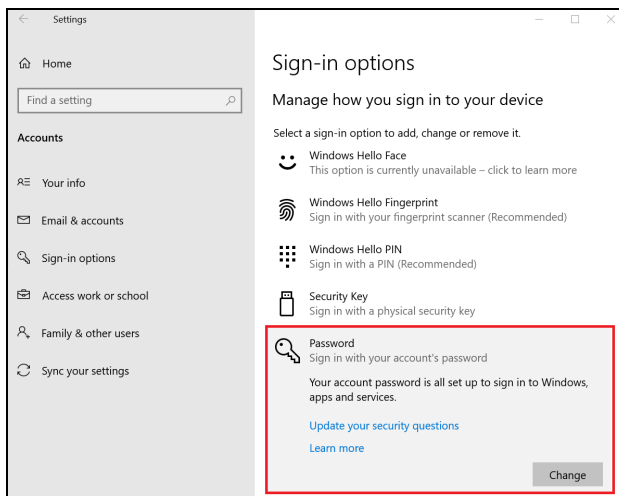 Settings
Home
Find a setting
Accounts
Your info
Email & accounts
Sign-in options
Access work or school
Family & other users
Sync your settings
Sign-in options
Manage how you sign in to your device
Select a sign-in option to add, change or remove it.
Windows Hello Face
This option is currently unavailable – click to learn more
Windows Hello Fingerprint
Sign in with your fingerprint scanner (Recommended)
Windows Hello PIN
Sign in with a PIN (Recommended)
Security Key
Sign in with a physical security key
Password
Sign in with your account's password
Your account password is all set up to sign in to Windows,
apps and services.
Update your security questions
Learn more
Change